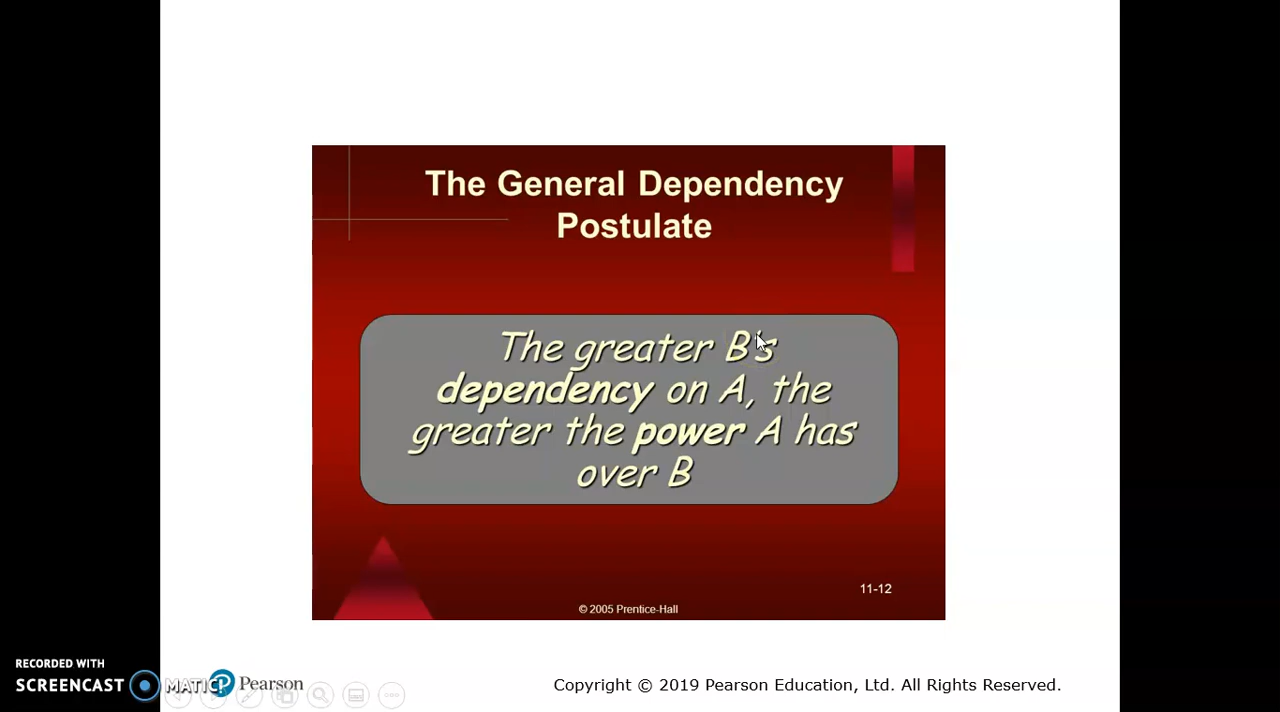 The General Dependency
Postulate
The greater B's
dependency on A, the
greater the power A has
over B
11-12
© 2005 Prentice-Hall
RECORDED WITH
SCREENCAST MATIC
Pearson
Copyright © 2019 Pearson Education, Ltd. All Rights Reserved.